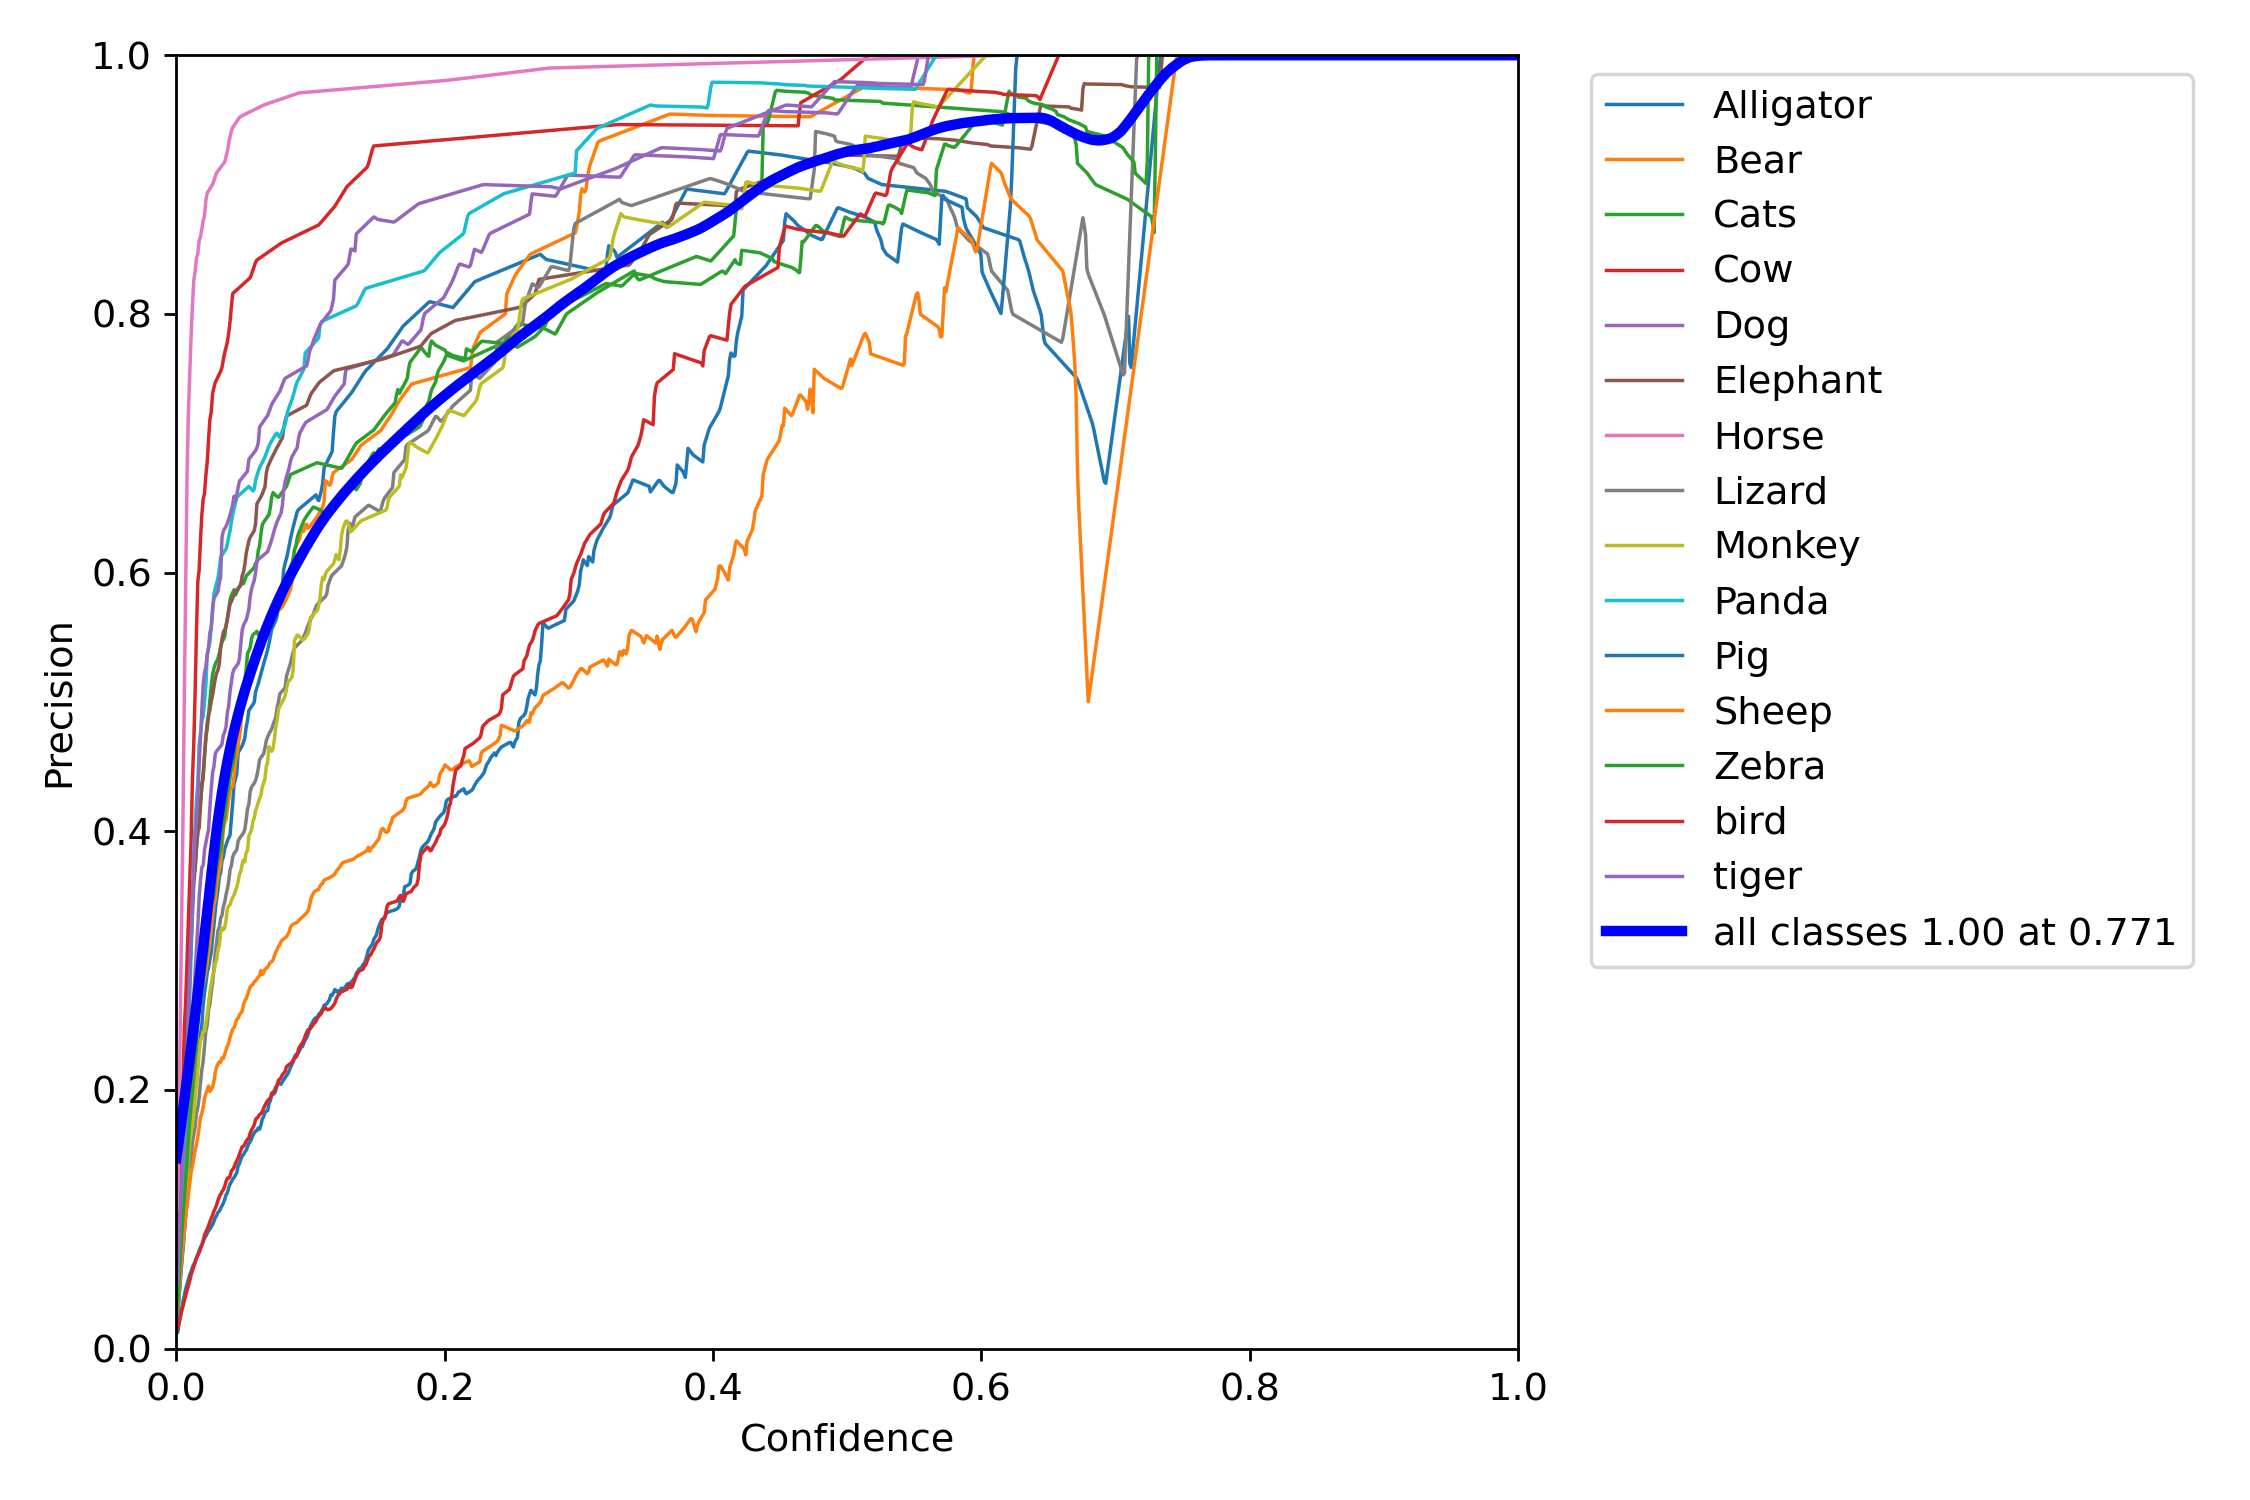 1.0
0.8
0.6
0.4
0.2
0.0
Precision
0.0 0.2 0.4 0.6 0.8 1.0
Confidence
Alligator
Bear
Cats
Cow
Dog
Elephant
Horse
Lizard
Monkey
Panda
Pig
Sheep
Zebra
bird
tiger
all classes 1.00 at 0.771